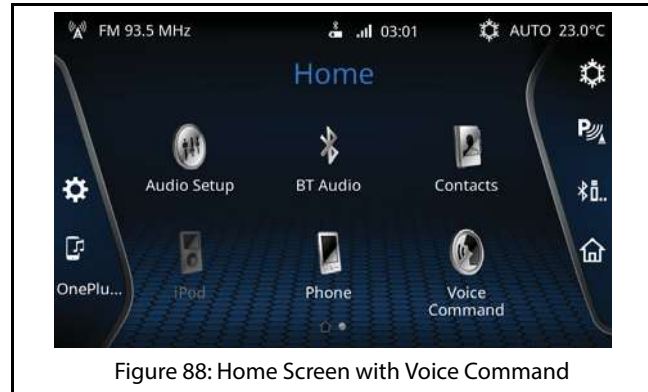 FM 93.5 MHz 03:01 AUTO 23.0°C
Home
Audio Setup BT Audio Contacts
OnePlu... iPod Phone Voice
Command
Figure 88: Home Screen with Voice Command